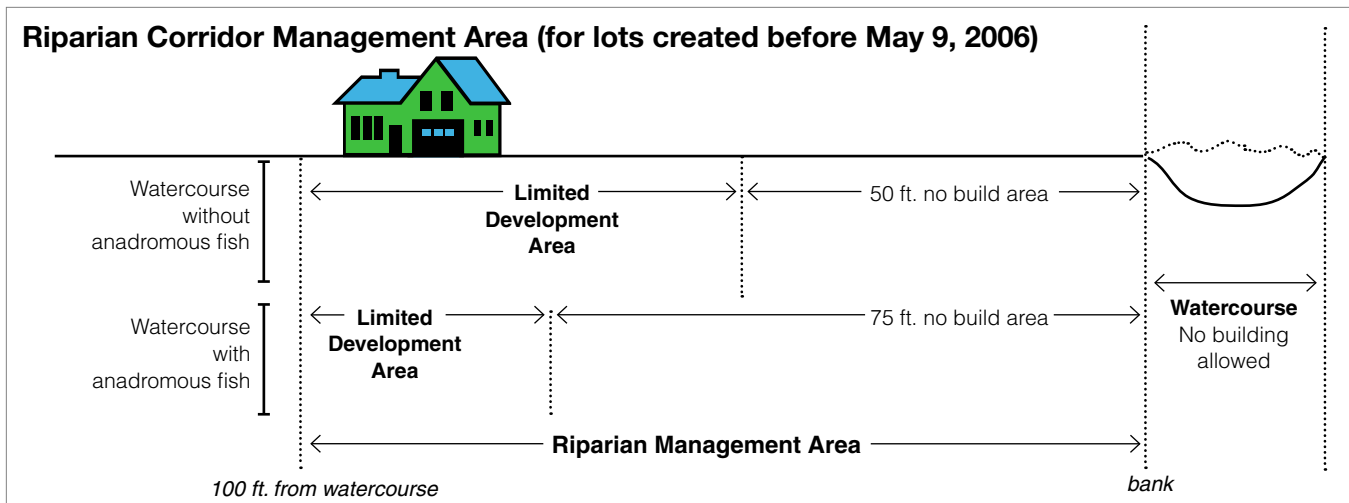 Riparian Corridor Management Area (for lots created before May 9, 2006)
Watercourse
without
anadromous fish
Limited
Development
Area
50 ft. no build area
Watercourse
with
anadromous fish
Limited
Development
Area
75 ft. no build area
Watercourse
No building
allowed
Riparian Management Area
100 ft. from watercourse
bank